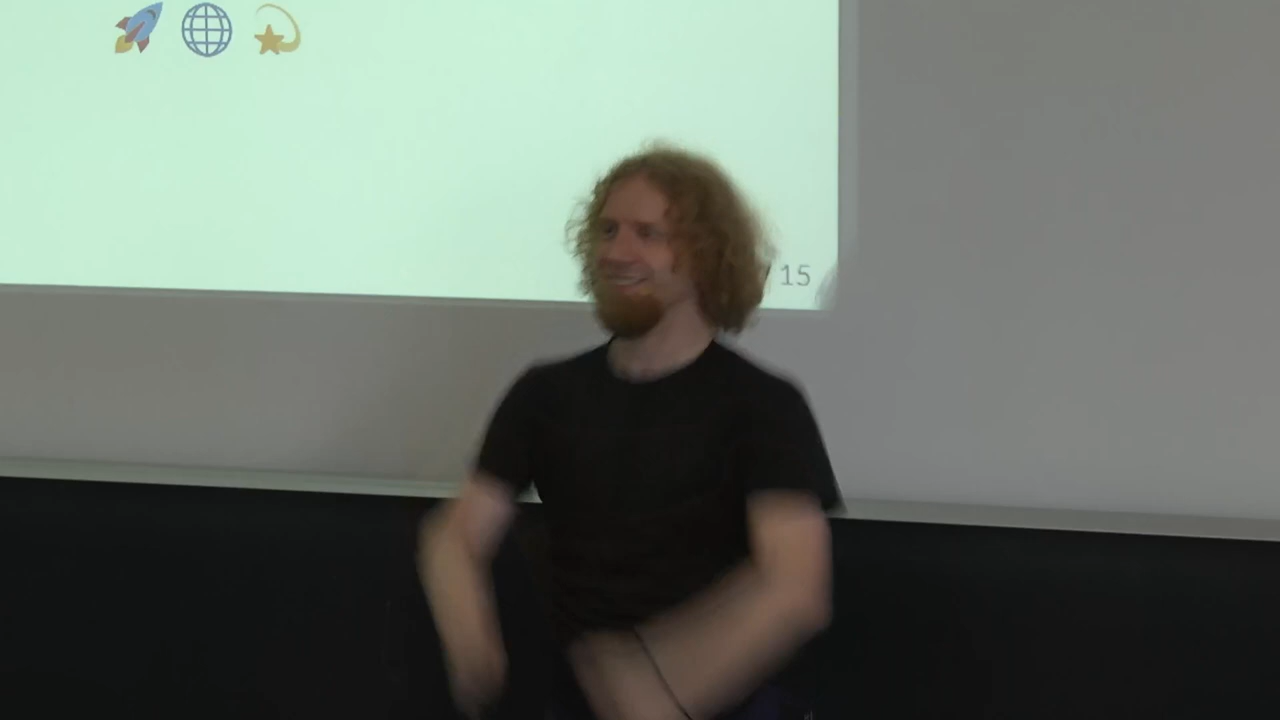 🚀 🌐 💫
/ 15